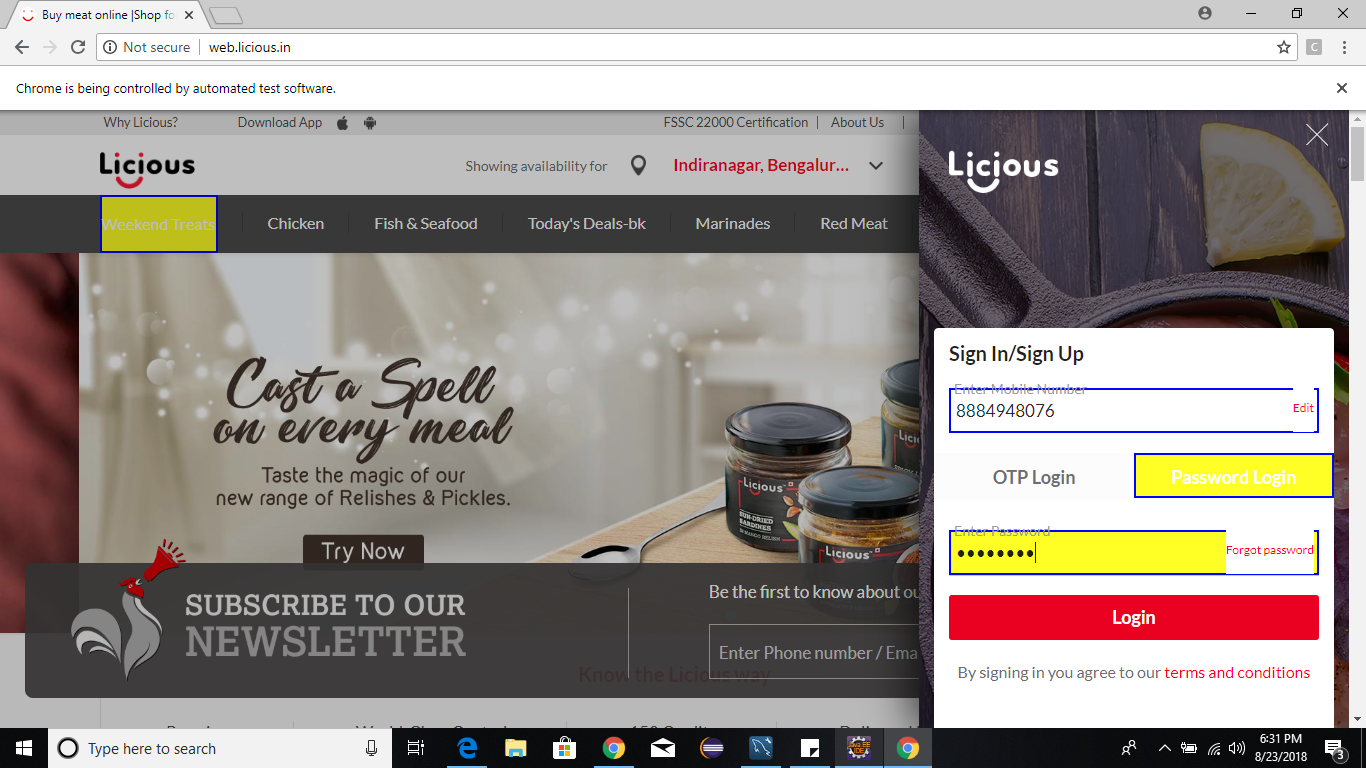 Buy meat online |Shop fo
Not secure
web.licious.in
C
Chrome is being controlled by automated test software.
Why Licious?
Download App
FSSC 22000 Certification
About Us
Licious
Showing availability for
Indiranagar, Bengalur...
Weekend Treats
Chicken
Fish & Seafood
Today's Deals-bk
Marinades
Red Meat
Cast a Spell
on every meal
Taste the magic of our
new range of Relishes & Pickles.
Try Now
Licious
SUN-DRIED
SARDINES
IN MANGO RELISH
Licious
SUBSCRIBE TO OUR
NEWSLETTER
Be the first to know about ou
Enter Phone number / Ema
Know the Licious way
Licious
Sign In/Sign Up
Enter Mobile Number
8884948076
Edit
OTP Login
Password Login
Enter Password
Forgot password
Login
By signing in you agree to our terms and conditions
Type here to search
6:31 PM
8/23/2018
3